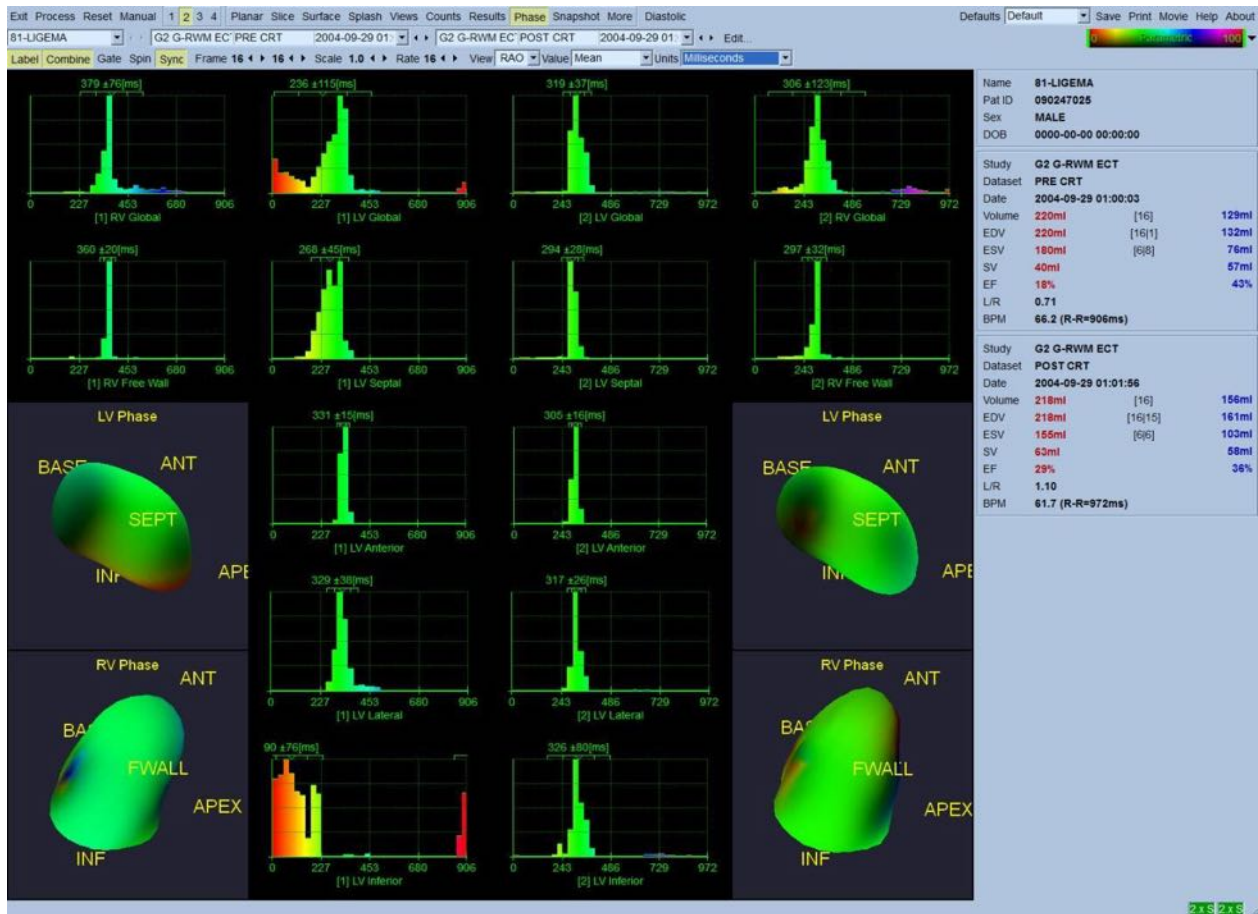 Exit Process Reset Manual 1 2 3 4 Planar Slice Surface Splash Views Counts Results Phase Snapshot More Diastolic Defaults Default Save Print Movie Help About
81-LIGEMA G2 G-RWM ECT PRE CRT 2004-09-29 01: G2 G-RWM ECT POST CRT 2004-09-29 01: Edit... 0 100
Label Combine Gate Spin Sync Frame 16 16 Scale 1.0 Rate 16 View RAO Value Mean Units Milliseconds
379 ±76[ms] 236 ±115[ms] 319 ±37[ms] 306 ±123[ms]
0 227 453 680 906 0 227 453 680 906 0 243 486 729 972 0 243 486 729 972
[1] RV Global [1] LV Global [2] LV Global [2] RV Global
360 ±20[ms] 268 ±45[ms] 294 ±28[ms] 297 ±32[ms]
0 227 453 680 906 0 227 453 680 906 0 243 486 729 972 0 243 486 729 972
[1] RV Free Wall [1] LV Septal [2] LV Septal [2] RV Free Wall
LV Phase
BASE ANT
SEPT
INF APE
331 ±15[ms] 305 ±16[ms]
0 227 453 680 906 0 243 486 729 972
[1] LV Anterior [2] LV Anterior
LV Phase
BASE ANT
SEPT
INF APE
329 ±38[ms] 317 ±26[ms]
0 227 453 680 906 0 243 486 729 972
[1] LV Lateral [2] LV Lateral
RV Phase
ANT
BAS
FWALL
APEX
INF
90 ±76[ms] 326 ±80[ms]
0 227 453 680 906 0 243 486 729 972
[1] LV Inferior [2] LV Inferior
RV Phase
ANT
BAS
FWALL
APEX
INF
Name 81-LIGEMA
Pat ID 090247025
Sex MALE
DOB 0000-00-00 00:00:00
Study G2 G-RWM ECT
Dataset PRE CRT
Date 2004-09-29 01:00:03
Volume 220ml [16] 129ml
EDV 220ml [16|1] 132ml
ESV 180ml [6|8] 76ml
SV 40ml 57ml
EF 18% 43%
L/R 0.71
BPM 66.2 (R-R=906ms)
Study G2 G-RWM ECT
Dataset POST CRT
Date 2004-09-29 01:01:56
Volume 218ml [16] 156ml
EDV 218ml [16|15] 161ml
ESV 155ml [6|6] 103ml
SV 63ml 58ml
EF 29% 36%
L/R 1.10
BPM 61.7 (R-R=972ms)
2 x S 2 x S